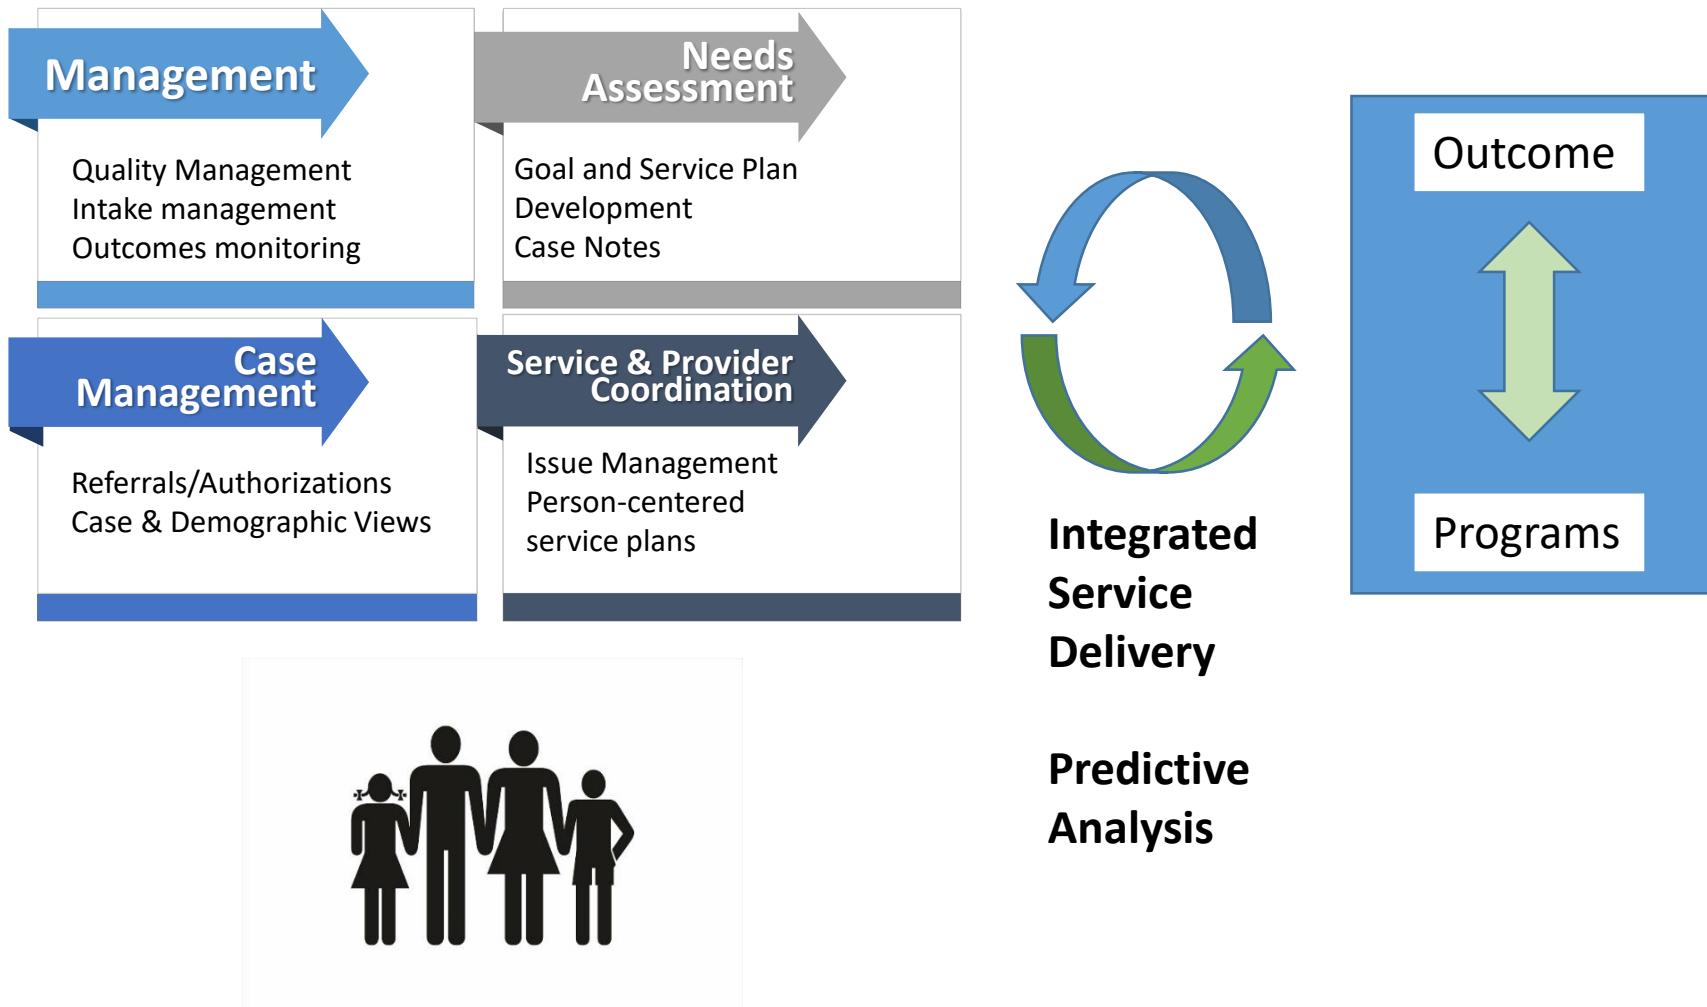 Management
Quality Management
Intake management
Outcomes monitoring
Needs
Assessment
Goal and Service Plan
Development
Case Notes
Case
Management
Referrals/Authorizations
Case & Demographic Views
Service & Provider
Coordination
Issue Management
Person-centered
service plans
Integrated
Service
Delivery
Predictive
Analysis
Outcome
Programs